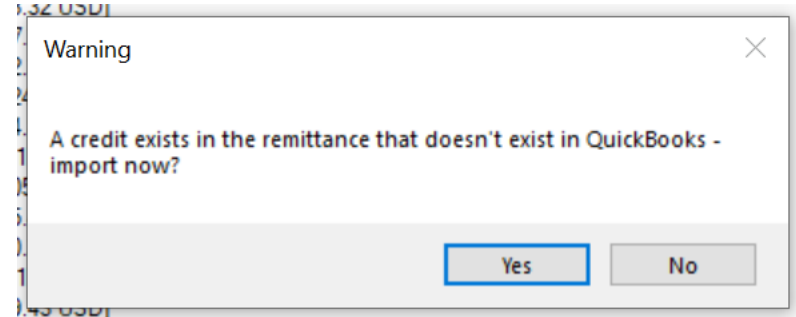 Warning
A credit exists in the remittance that doesn't exist in QuickBooks -
import now?
Yes
No